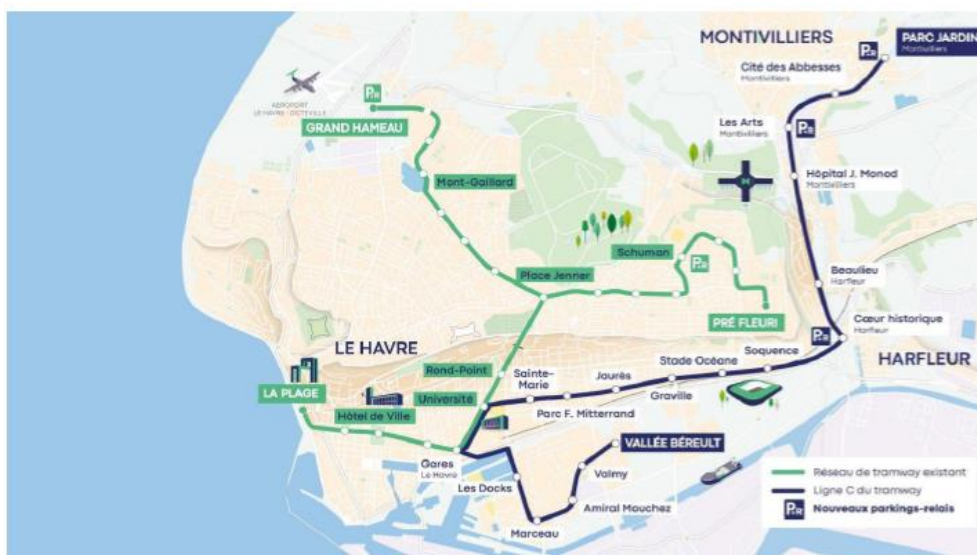 MONTIVILLIERS
P+R
PARC JARDIN
Montivilliers
Cité des Abbesses
Montivilliers
AÉROPORT
LE HAVRE - OCTEVILLE
P+R
GRAND HAMEAU
Les Arts
Montivilliers
P+R
Mont-Gaillard
Hôpital J. Monod
Montivilliers
Schuman
P+R
Place Jenner
Beaulieu
Harfleur
PRÉ FLEURI
Cœur historique
Harfleur
P+R
LE HAVRE
HARFLEUR
Rond-Point
Sainte-
Marie
Jaurès
Stade Océane
Soquence
LA PLAGE
Université
Graville
Hôtel de Ville
Parc F. Mitterrand
VALLÉE BÉREULT
Gares
Le Havre
Valmy
Les Docks
Amiral Mouchez
Marceau
Réseau de tramway existant
Ligne C du tramway
P+R
Nouveaux parkings-relais